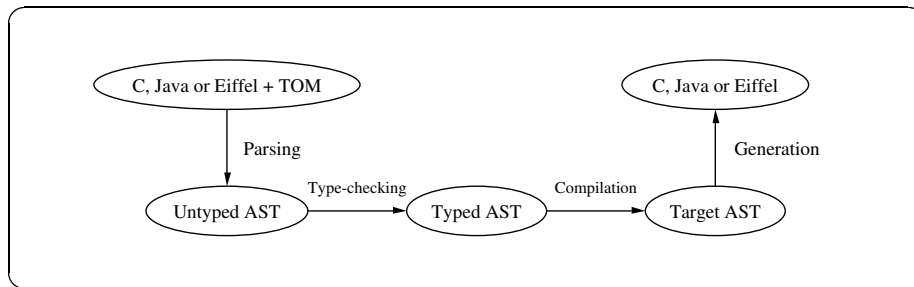 C, Java or Eiffel + TOM
C, Java or Eiffel
Parsing
Generation
Type-checking
Compilation
Untyped AST
Typed AST
Target AST